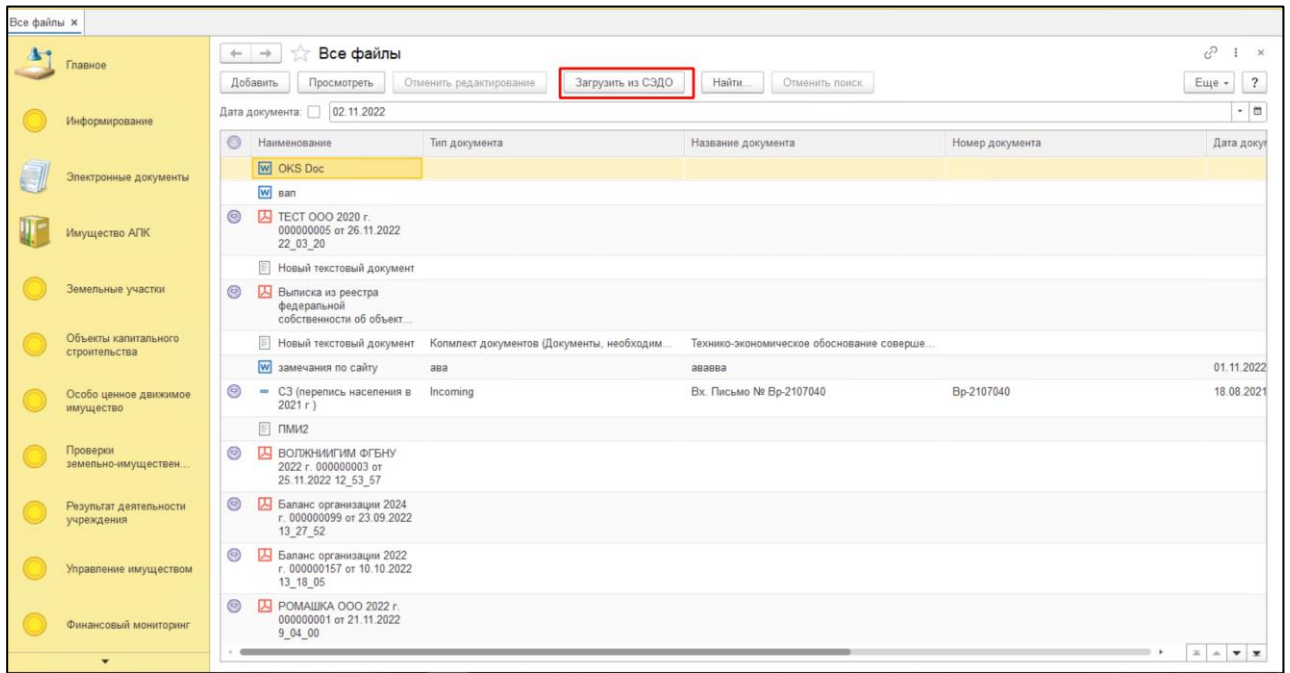 Все файлы ×
Главное
Информирование
Электронные документы
Имущество АПК
Земельные участки
Объекты капитального
строительства
Особо ценное движимое
имущество
Проверки
земельно-имуществен...
Результат деятельности
учреждения
Управление имуществом
Финансовый мониторинг
Все файлы
Добавить Просмотреть Отменить редактирование Загрузить из СЭДО Найти... Отменить поиск Еще ?
Дата документа: 02.11.2022
Наименование Тип документа Название документа Номер документа Дата докум
OKS Doc
вап
ТЕСТ ООО 2020 г.
000000005 от 26.11.2022
22_03_20
Новый текстовый документ
Выписка из реестра
федеральной
собственности об объект...
Новый текстовый документ Копмлект документов (Документы, необходим... Технико-экономическое обоснование соверше...
замечания по сайту ава ававва 01.11.2022
СЗ (перепись населения в Incoming Вх. Письмо № Вр-2107040 Вр-2107040 18.08.2021
2021 г )
ПМИ2
ВОЛЖНИИГИМ ФГБНУ
2022 г. 000000003 от
25.11.2022 12_53_57
Баланс организации 2024
г. 000000099 от 23.09.2022
13_27_52
Баланс организации 2022
г. 000000157 от 10.10.2022
13_18_05
РОМАШКА ООО 2022 г.
000000001 от 21.11.2022
9_04_00